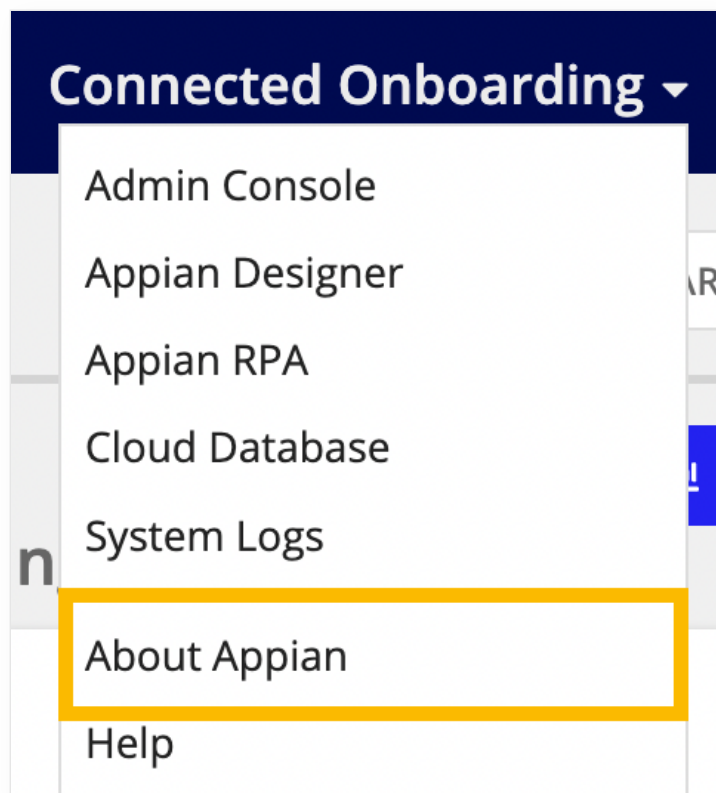 Connected Onboarding
Admin Console
Appian Designer
Appian RPA
Cloud Database
System Logs
About Appian
Help